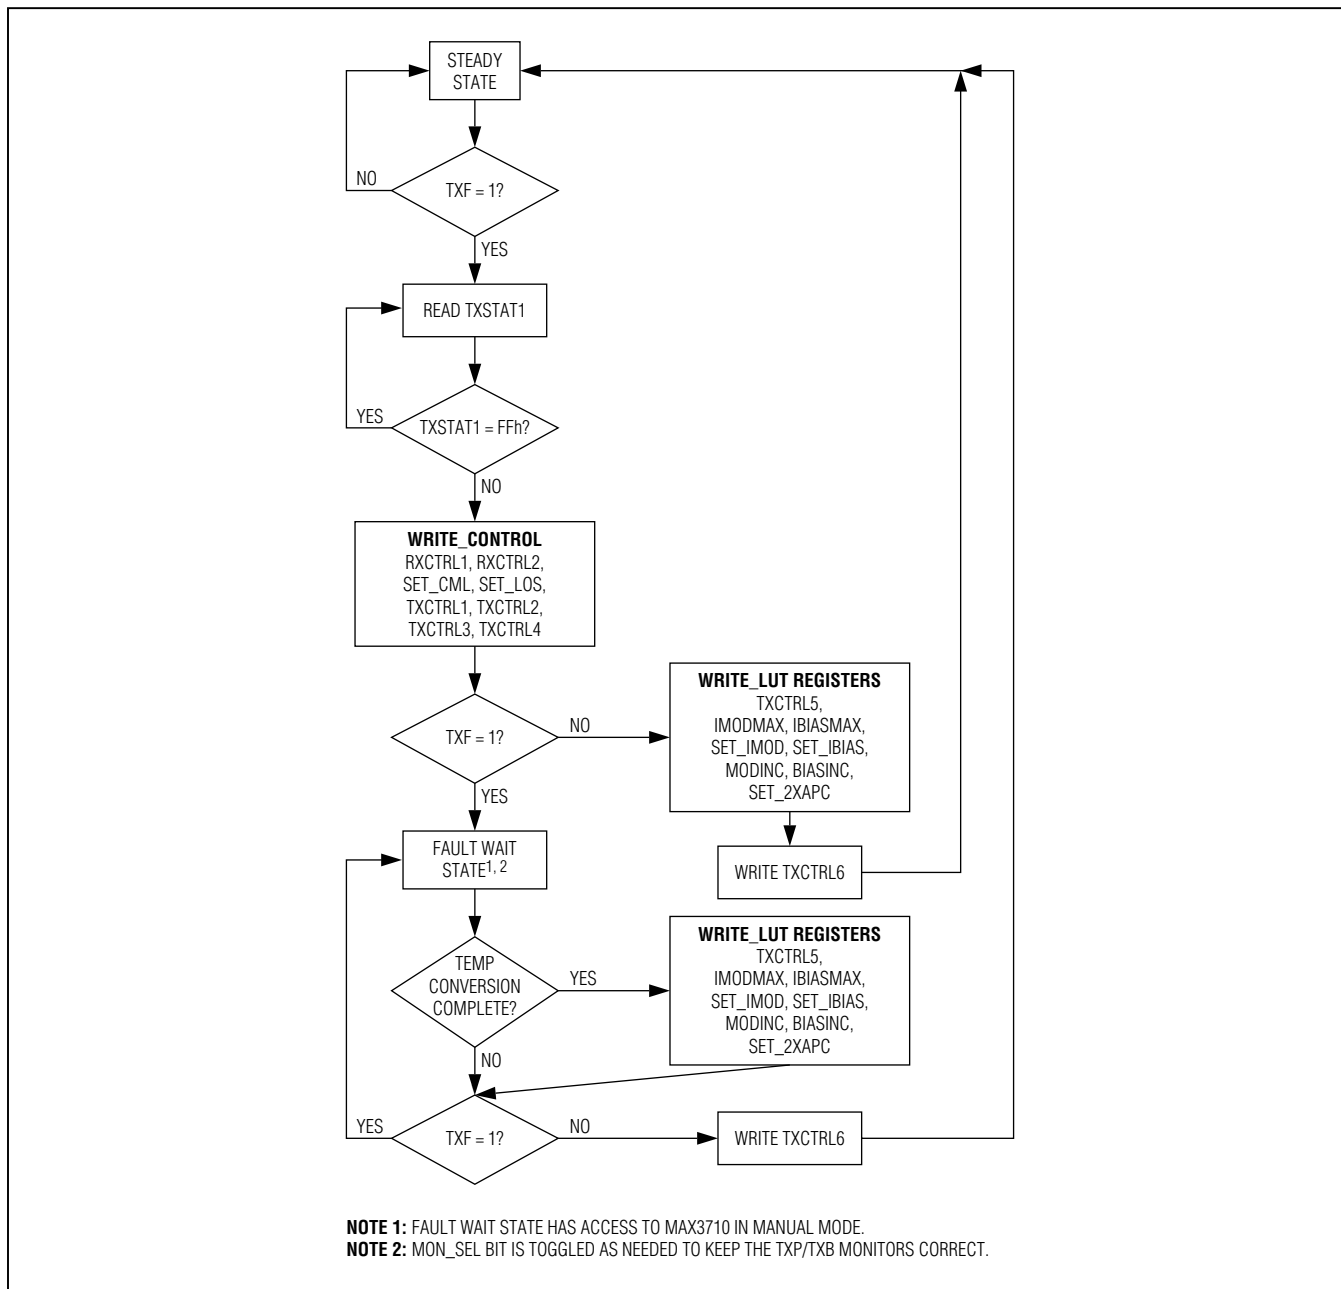 STEADY
STATE
NO
TXF = 1?
YES
READ TXSTAT1
YES
TXSTAT1 = FFh?
NO
WRITE_CONTROL
RXCTRL1, RXCTRL2,
SET_CML, SET_LOS,
TXCTRL1, TXCTRL2,
TXCTRL3, TXCTRL4
TXF = 1?
NO
WRITE_LUT REGISTERS
TXCTRL5,
IMODMAX, IBIASMAX,
SET_IMOD, SET_IBIAS,
MODINC, BIASINC,
SET_2XAPC
YES
FAULT WAIT
STATE1, 2
WRITE TXCTRL6
TEMP
CONVERSION
COMPLETE?
YES
WRITE_LUT REGISTERS
TXCTRL5,
IMODMAX, IBIASMAX,
SET_IMOD, SET_IBIAS,
MODINC, BIASINC,
SET_2XAPC
NO
YES
TXF = 1?
NO
WRITE TXCTRL6
NOTE 1: FAULT WAIT STATE HAS ACCESS TO MAX3710 IN MANUAL MODE.
NOTE 2: MON_SEL BIT IS TOGGLED AS NEEDED TO KEEP THE TXP/TXB MONITORS CORRECT.